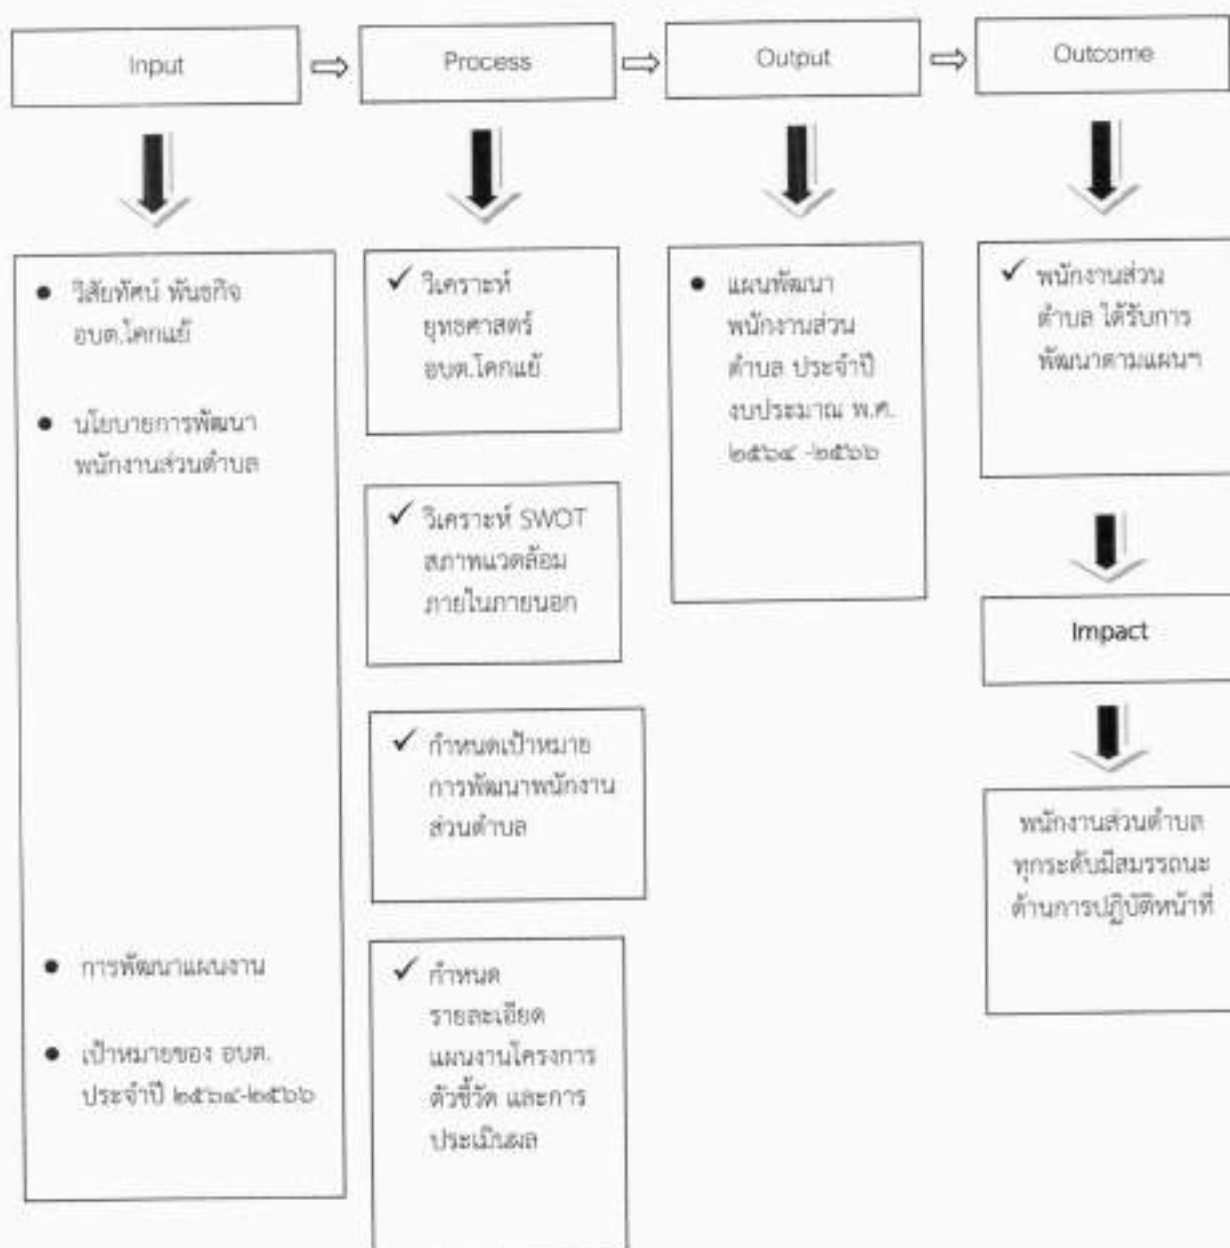 Input
Process
Output
Outcome
วิสัยทัศน์ พันธกิจ
อบต.โคกแย้
นโยบายการพัฒนา
พนักงานส่วนตำบล
การพัฒนาแผนงาน
เป้าหมายของ อบต.
ประจำปี ๒๕๖๔-๒๕๖๖
วิเคราะห์
ยุทธศาสตร์
อบต.โคกแย้
วิเคราะห์ SWOT
สภาพแวดล้อม
ภายในภายนอก
กำหนดเป้าหมาย
การพัฒนาพนักงาน
ส่วนตำบล
กำหนด
รายละเอียด
แผนงานโครงการ
ตัวชี้วัด และการ
ประเมินผล
แผนพัฒนา
พนักงานส่วน
ตำบล ประจำปี
งบประมาณ พ.ศ.
๒๕๖๔ -๒๕๖๖
พนักงานส่วน
ตำบล ได้รับการ
พัฒนาตามแผนฯ
Impact
พนักงานส่วนตำบล
ทุกระดับมีสมรรถนะ
ด้านการปฏิบัติหน้าที่